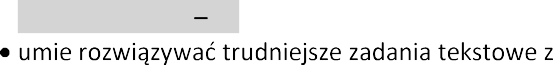 –
• umie rozwiązywać trudniejsze zadania tekstowe z